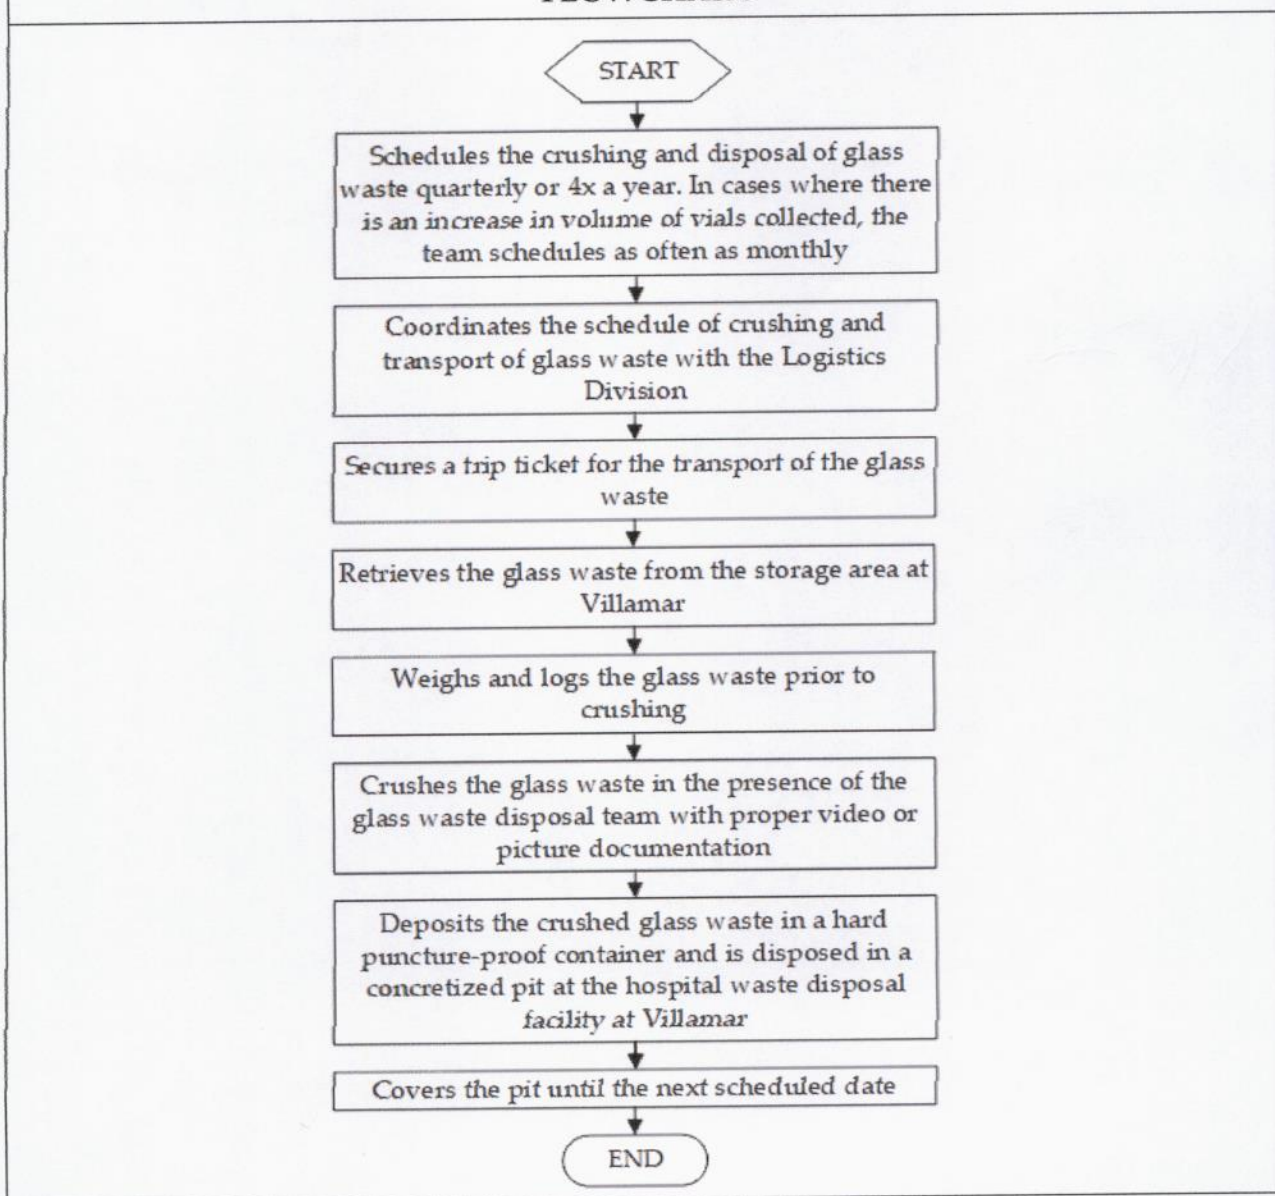 START
Schedules the crushing and disposal of glass
waste quarterly or 4x a year. In cases where there
is an increase in volume of vials collected, the
team schedules as often as monthly
Coordinates the schedule of crushing and
transport of glass waste with the Logistics
Division
Secures a trip ticket for the transport of the glass
waste
Retrieves the glass waste from the storage area at
Villamar
Weighs and logs the glass waste prior to
crushing
Crushes the glass waste in the presence of the
glass waste disposal team with proper video or
picture documentation
Deposits the crushed glass waste in a hard
puncture-proof container and is disposed in a
concretized pit at the hospital waste disposal
facility at Villamar
Covers the pit until the next scheduled date
END